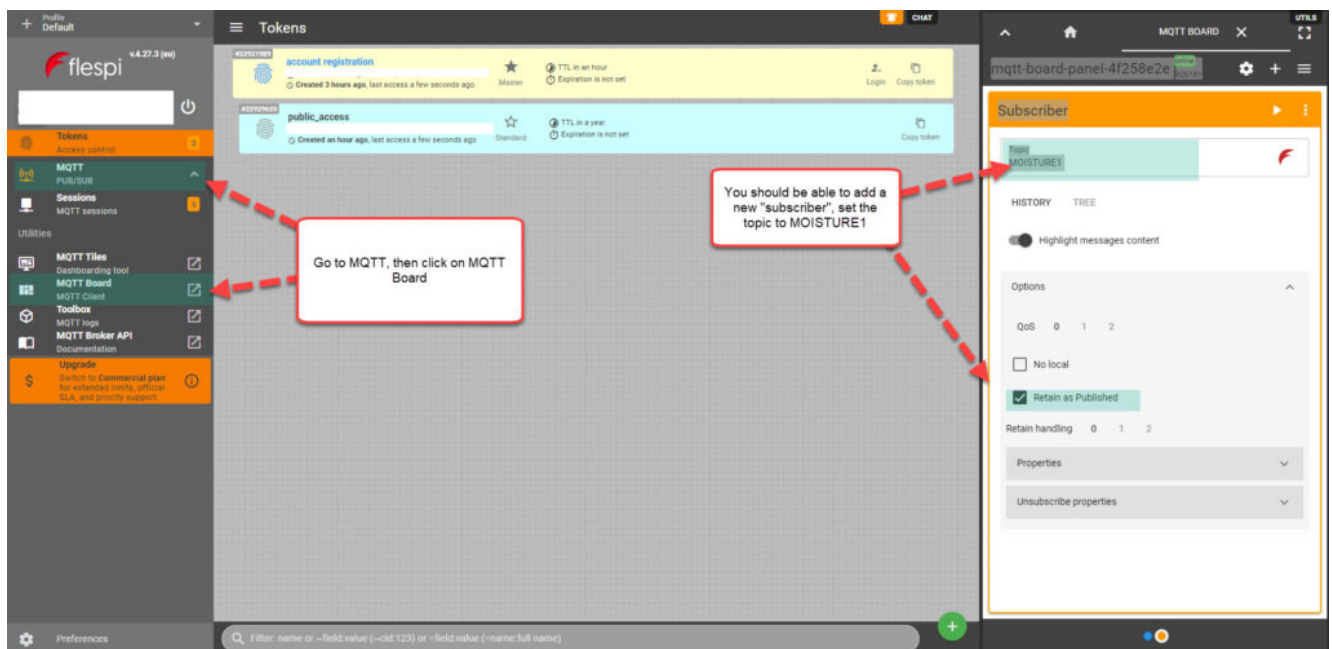 Profile
Default
flespi
v.4.27.3 (eu)
Tokens
Access control
3
MQTT
PUB/SUB
Sessions
MQTT sessions
5
Utilities
MQTT Tiles
Dashboarding tool
MQTT Board
MQTT Client
Toolbox
MQTT logs
MQTT Broker API
Documentation
Upgrade
Switch to Commercial plan
for extended limits, official
SLA, and priority support.
Preferences
Tokens
CHAT
account registration
Created 3 hours ago, last access a few seconds ago
Master
TTL in an hour
Expiration is not set
Login
Copy token
public_access
Created an hour ago, last access a few seconds ago
Standard
TTL in a year
Expiration is not set
Copy token
Go to MQTT, then click on MQTT
Board
You should be able to add a
new "subscriber", set the
topic to MOISTURE1
Filter: name or ~field:value (~cid:123) or =field:value (=name:full name)
UTILS
MQTT BOARD
mqtt-board-panel-4f258e2e
Subscriber
Topic
MOISTURE1
HISTORY TREE
Highlight messages content
Options
QoS 0 1 2
No local
Retain as Published
Retain handling 0 1 2
Properties
Unsubscribe properties